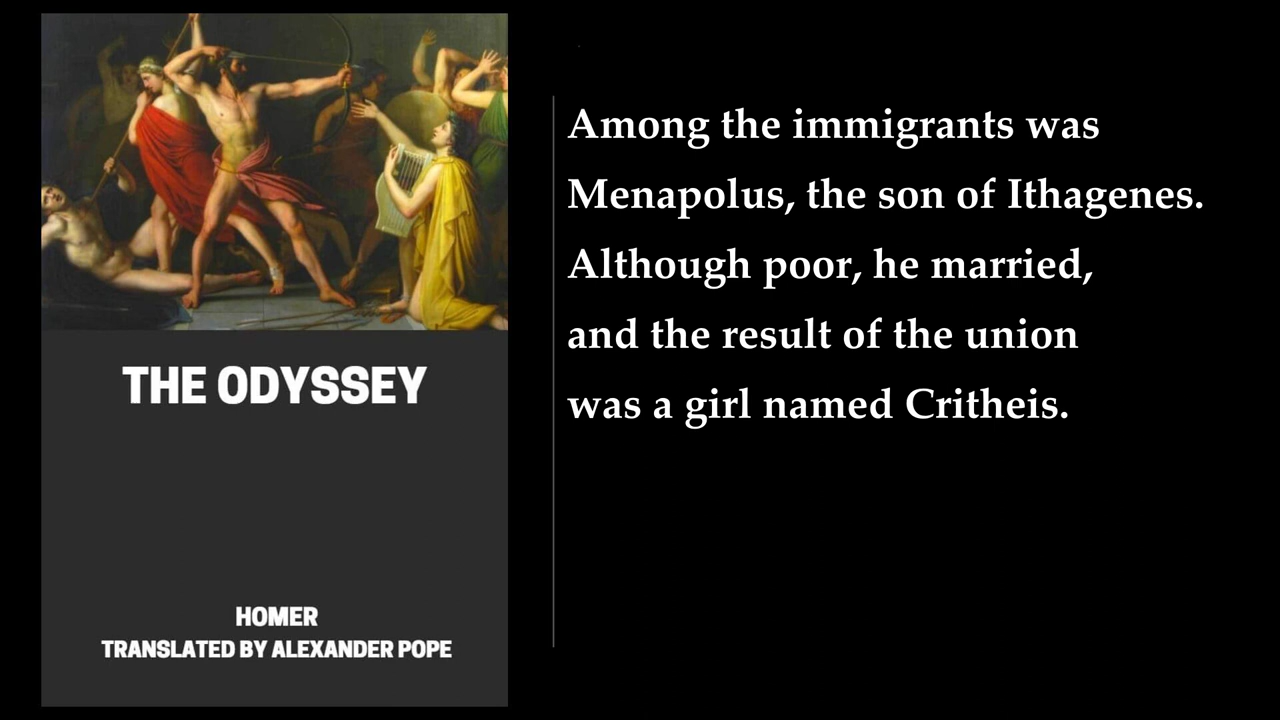 THE ODYSSEY
HOMER
TRANSLATED BY ALEXANDER POPE
Among the immigrants was
Menapolus, the son of Ithagenes.
Although poor, he married,
and the result of the union
was a girl named Critheis.